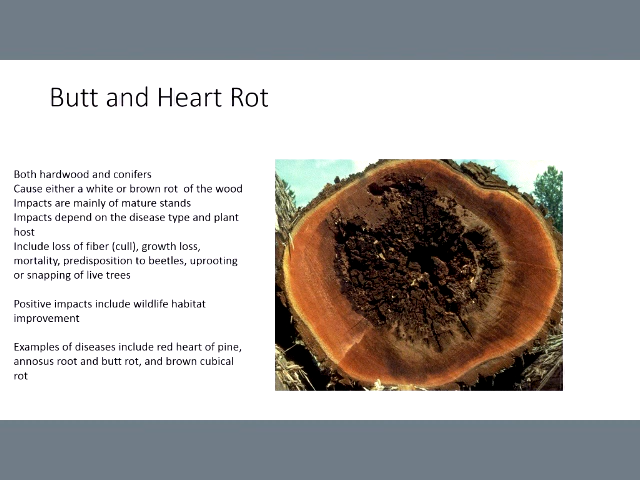 Butt and Heart Rot
Both hardwood and conifers
Cause either a white or brown rot  of the wood
Impacts are mainly of mature stands
Impacts depend on the disease type and plant
host
Include loss of fiber (cull), growth loss,
mortality, predisposition to beetles, uprooting
or snapping of live trees
Positive impacts include wildlife habitat
improvement
Examples of diseases include red heart of pine,
annosus root and butt rot, and brown cubical
rot